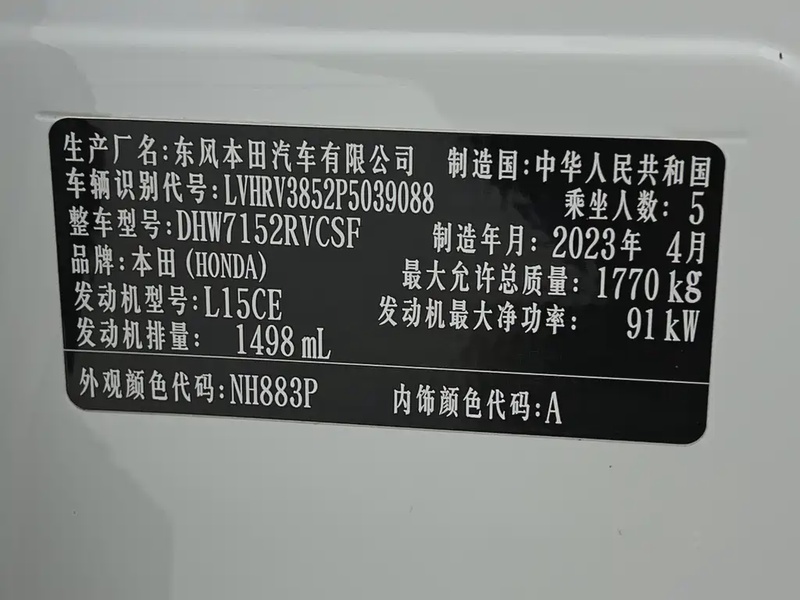 生产厂名:东风本田汽车有限公司 制造国:中华人民共和国
车辆识别代号:LVHRV3852P5039088 乘坐人数: 5
整车型号:DHW7152RVCSF 制造年月: 2023年 4月
品牌:本田(HONDA) 最大允许总质量: 1770 kg
发动机型号:L15CE 发动机最大净功率: 91 kW
发动机排量: 1498 mL
外观颜色代码:NH883P 内饰颜色代码:A